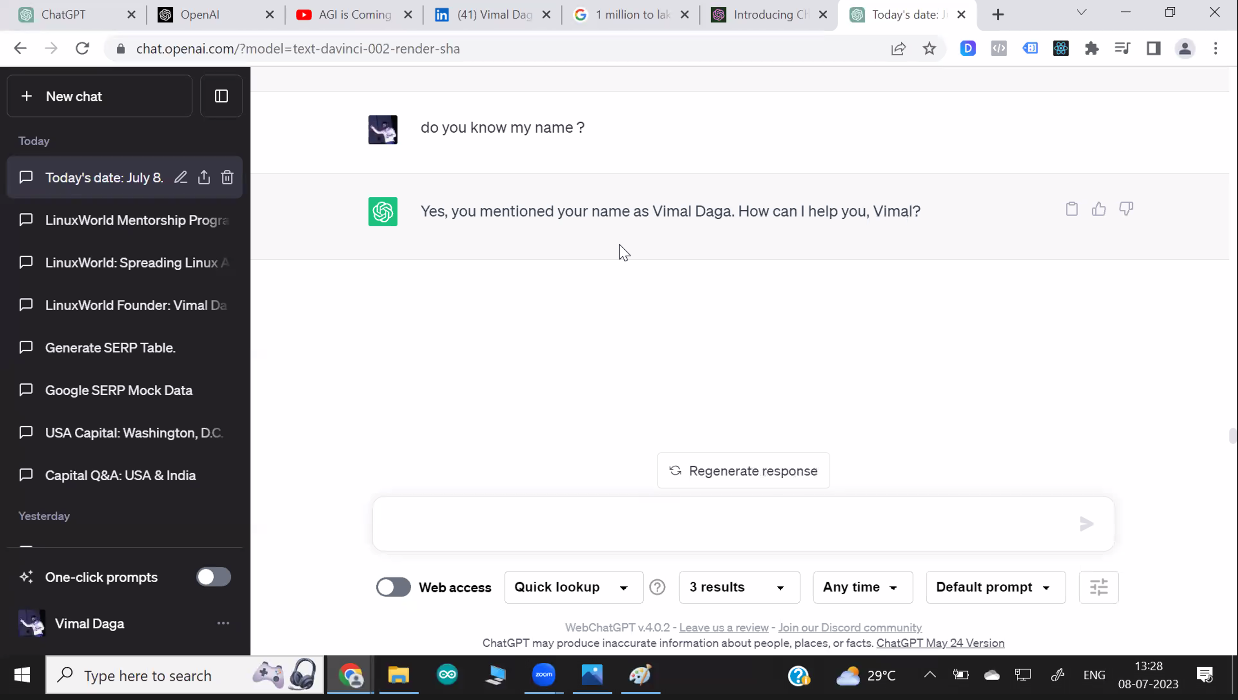 ChatGPT
OpenAI
AGI is Coming
(41) Vimal Dag
1 million to lak
Introducing Ch
Today's date: J
chat.openai.com/?model=text-davinci-002-render-sha
New chat
Today
Today's date: July 8.
LinuxWorld Mentorship Progra
LinuxWorld: Spreading Linux A
LinuxWorld Founder: Vimal Da
Generate SERP Table.
Google SERP Mock Data
USA Capital: Washington, D.C.
Capital Q&A: USA & India
Yesterday
One-click prompts
Vimal Daga
do you know my name ?
Yes, you mentioned your name as Vimal Daga. How can I help you, Vimal?
Regenerate response
Web access
Quick lookup
3 results
Any time
Default prompt
WebChatGPT v.4.0.2 - Leave us a review - Join our Discord community
ChatGPT may produce inaccurate information about people, places, or facts. ChatGPT May 24 Version
Type here to search
zoom
29°C
ENG
13:28
08-07-2023